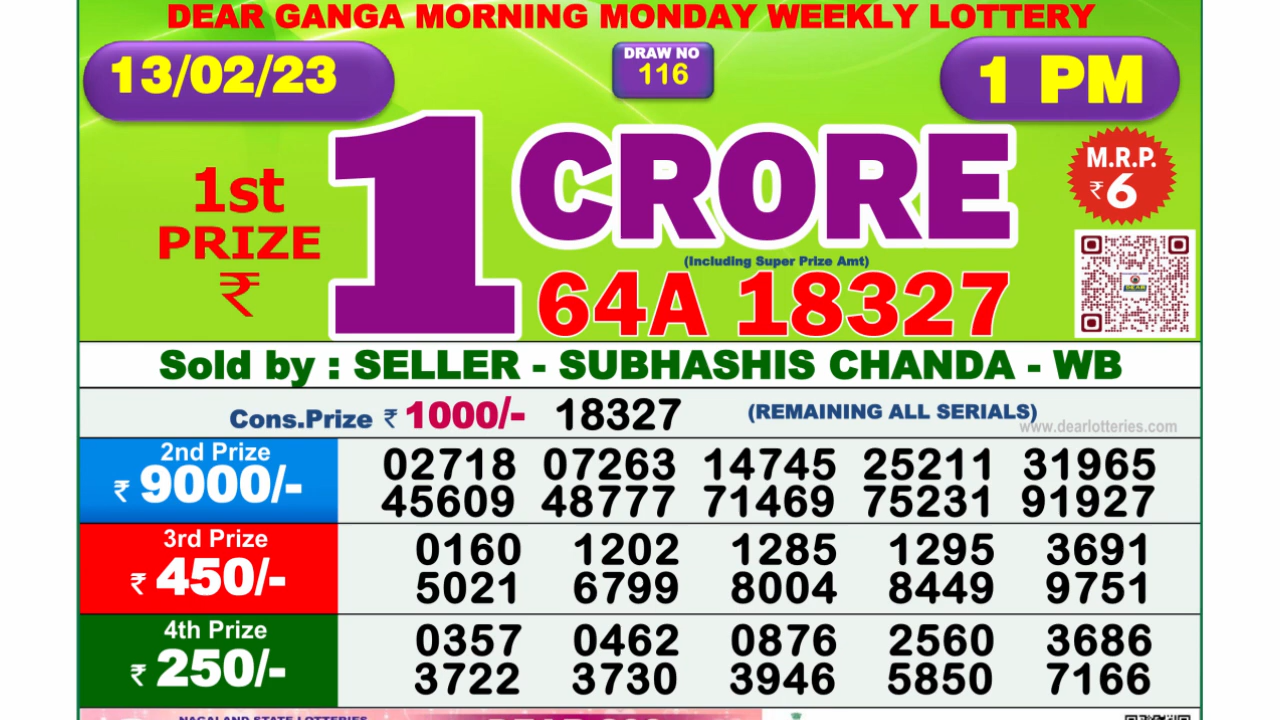 DEAR GANGA MORNING MONDAY WEEKLY LOTTERY
13/02/23
DRAW NO
116
1 PM
1st
PRIZE
₹
1 CRORE
(Including Super Prize Amt)
64A 18327
M.R.P.
₹6
Sold by : SELLER - SUBHASHIS CHANDA - WB
Cons.Prize ₹ 1000/- 18327 (REMAINING ALL SERIALS)
www.dearlotteries.com
2nd Prize
₹ 9000/-
02718 07263 14745 25211 31965
45609 48777 71469 75231 91927
3rd Prize
₹ 450/-
0160 1202 1285 1295 3691
5021 6799 8004 8449 9751
4th Prize
₹ 250/-
0357 0462 0876 2560 3686
3722 3730 3946 5850 7166
NAGALAND STATE LOTTERIES